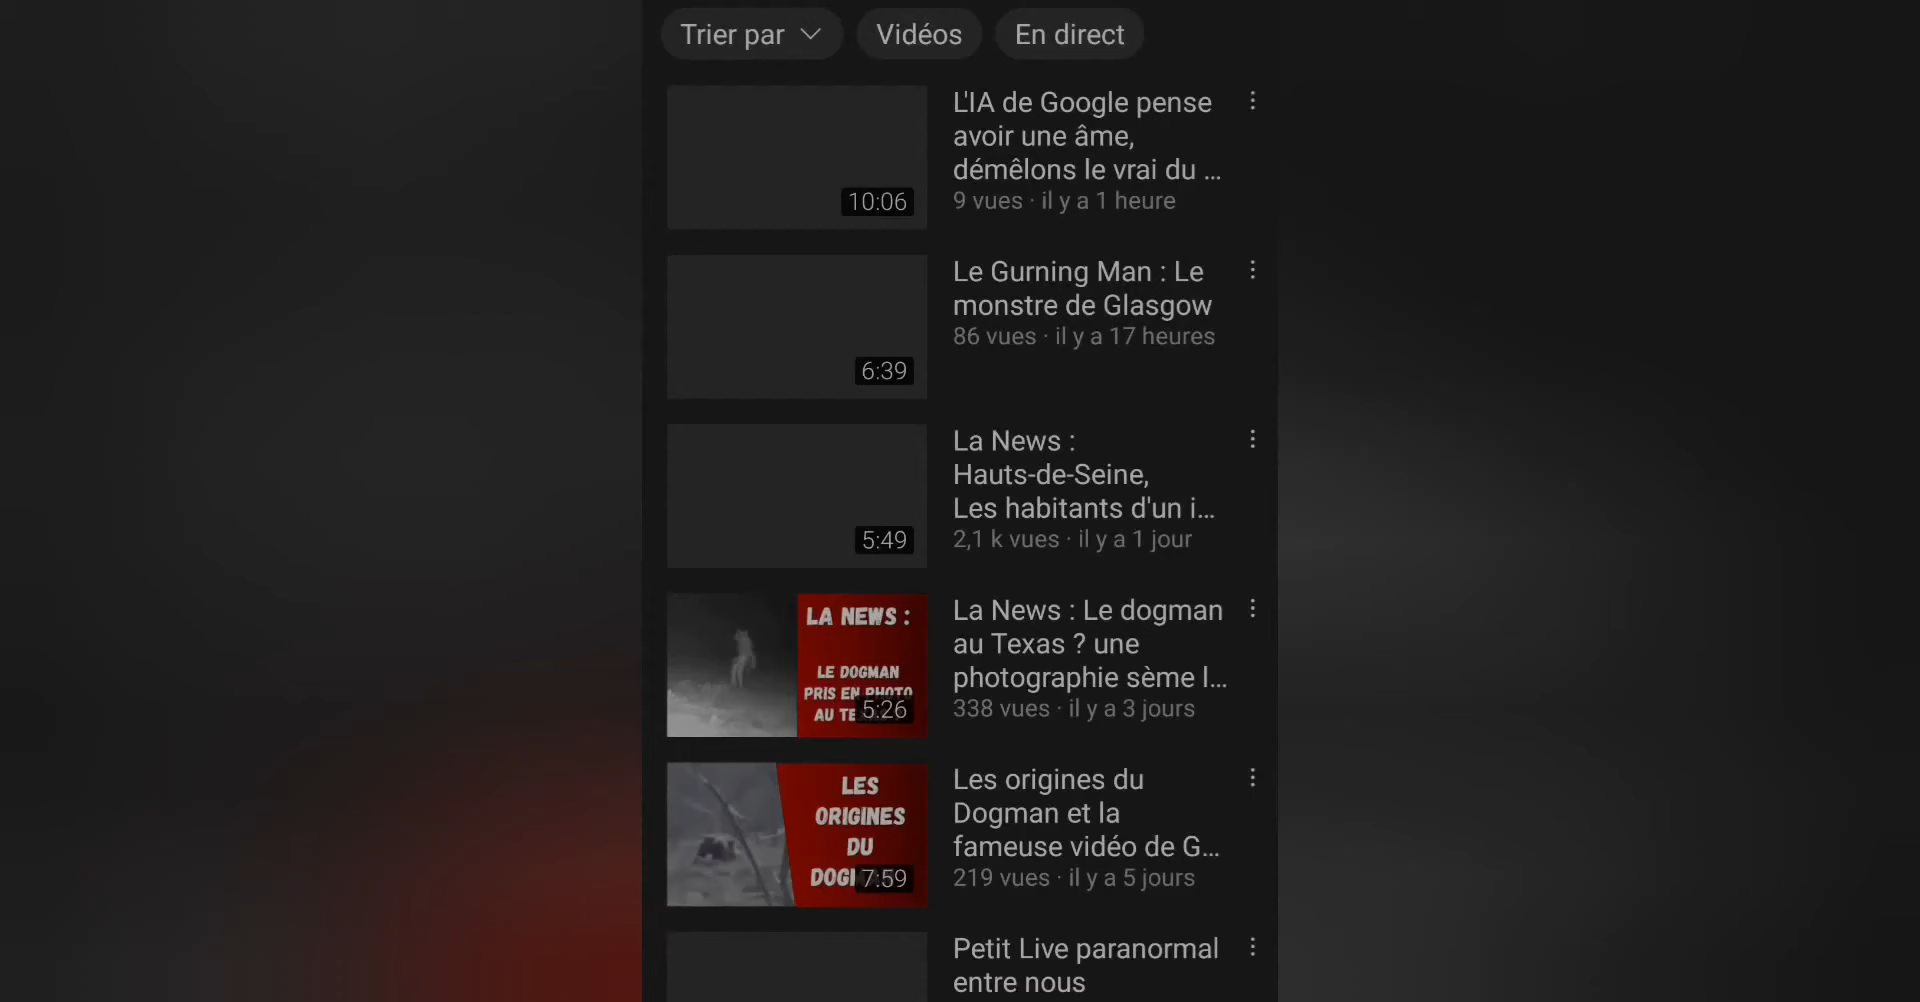 Trier par
Vidéos
En direct
L'IA de Google pense
avoir une âme,
démêlons le vrai du ...
9 vues · il y a 1 heure
10:06
Le Gurning Man : Le
monstre de Glasgow
86 vues · il y a 17 heures
6:39
La News :
Hauts-de-Seine,
Les habitants d'un i...
2,1 k vues · il y a 1 jour
5:49
LA NEWS :
LE DOGMAN
PRIS EN PHOTO
AU
5:26
La News : Le dogman
au Texas ? une
photographie sème l...
338 vues · il y a 3 jours
LES
ORIGINES
DU
7:59
Les origines du
Dogman et la
fameuse vidéo de G...
219 vues · il y a 5 jours
Petit Live paranormal
entre nous